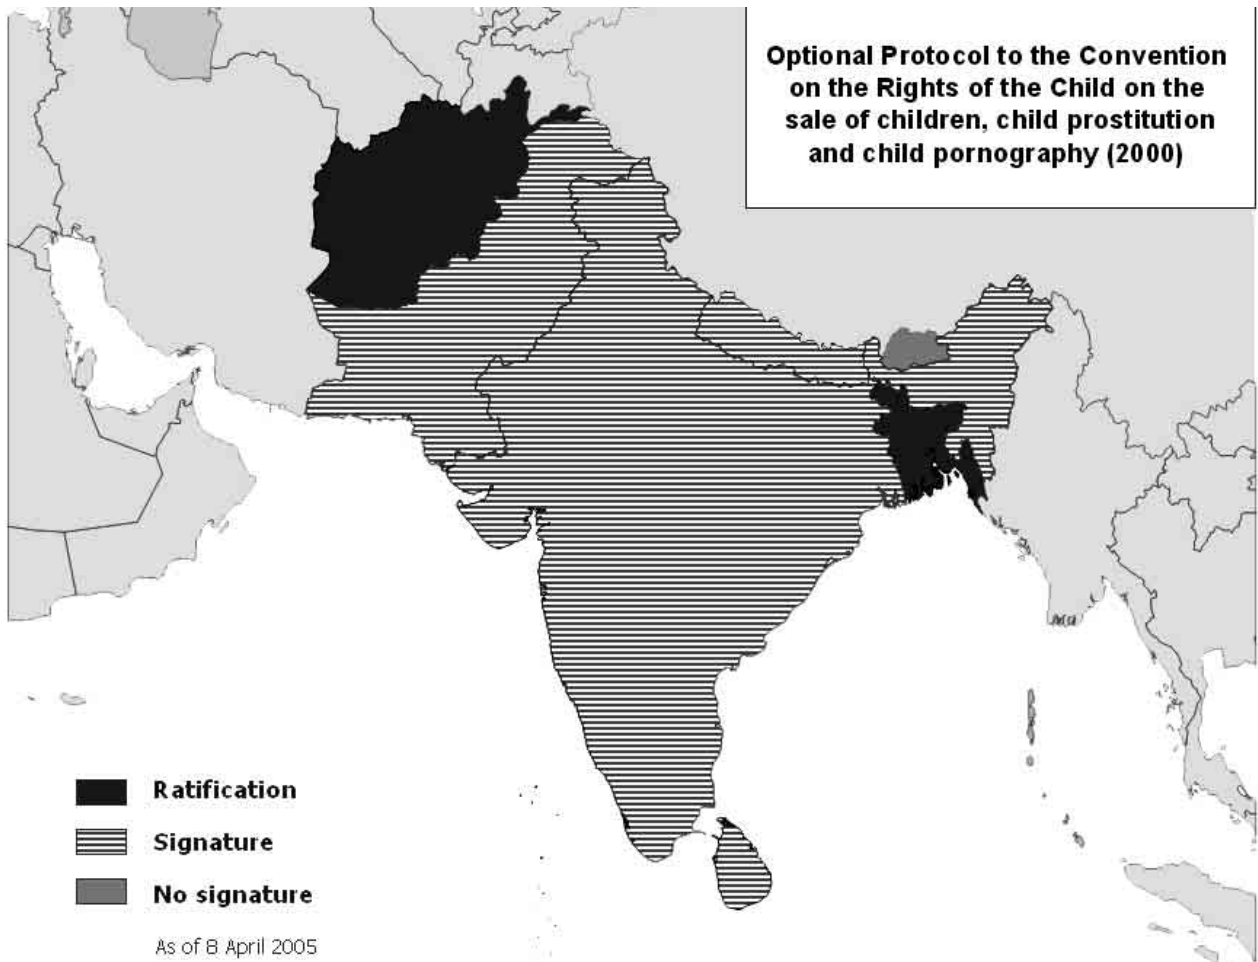 Optional Protocol to the Convention
on the Rights of the Child on the
sale of children, child prostitution
and child pornography (2000)
Ratification
Signature
No signature
As of 8 April 2005